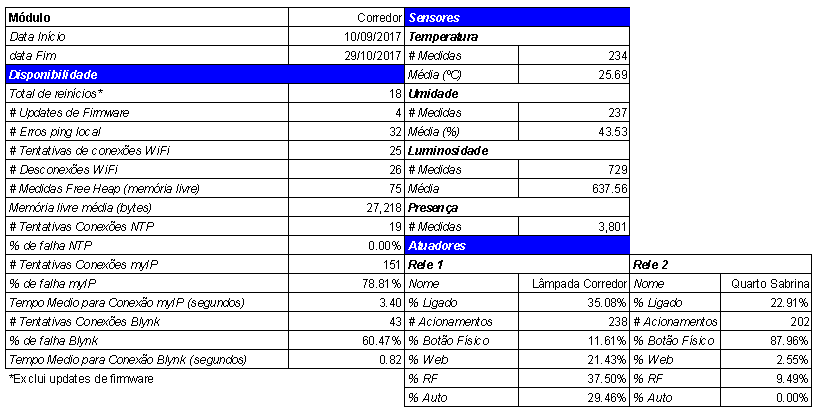 Módulo Corredor Sensores
Data Início 10/09/2017 Temperatura
data Fim 29/10/2017 # Medidas 234
Disponibilidade Média (ºC) 25.69
Total de reinícios* 18 Umidade
# Updates de Firmware 4 # Medidas 237
# Erros ping local 32 Média (%) 43.53
# Tentativas de conexões WiFi 25 Luminosidade
# Desconexões WiFi 26 # Medidas 729
# Medidas Free Heap (memória livre) 75 Média 637.56
Memória livre média (bytes) 27,218 Presença
# Tentativas Conexões NTP 19 # Medidas 3,801
% de falha NTP 0.00% Atuadores
# Tentativas Conexões myIP 151 Rele 1 Rele 2
% de falha myIP 78.81% Nome Lâmpada Corredor Nome Quarto Sabrina
Tempo Medio para Conexão myIP (segundos) 3.40 % Ligado 35.08% % Ligado 22.91%
# Tentativas Conexões Blynk 43 # Acionamentos 238 # Acionamentos 202
% de falha Blynk 60.47% % Botão Físico 11.61% % Botão Físico 87.96%
Tempo Medio para Conexão Blynk (segundos) 0.82 % Web 21.43% % Web 2.55%
*Exclui updates de firmware % RF 37.50% % RF 9.49%
% Auto 29.46% % Auto 0.00%